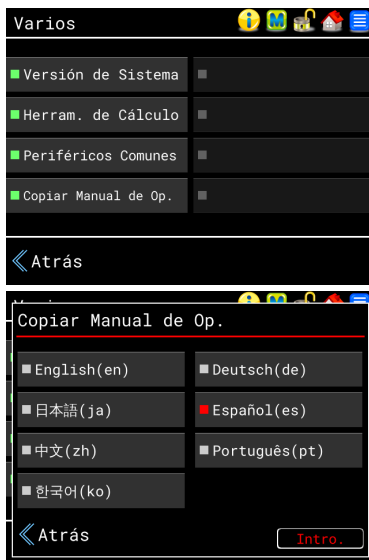 Varios
Versión de Sistema
Herram. de Cálculo
Periféricos Comunes
Copiar Manual de Op.
Atrás
Copiar Manual de Op.
English(en)
Deutsch(de)
日本語(ja)
Español(es)
中文(zh)
Português(pt)
한국어(ko)
Atrás
Intro.